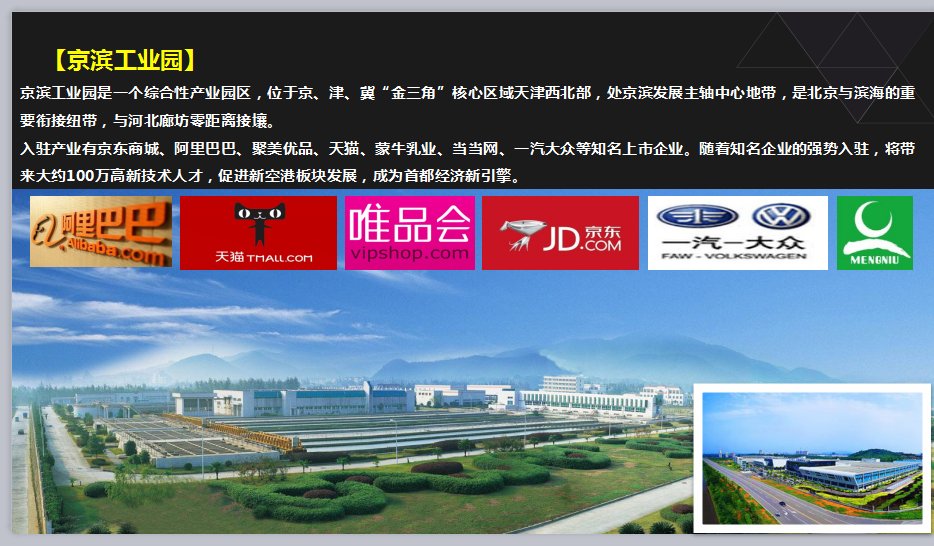 【京滨工业园】
京滨工业园是一个综合性产业园区，位于京、津、冀“金三角”核心区域天津西北部，处京滨发展主轴中心地带，是北京与滨海的重
要衔接纽带，与河北廊坊零距离接壤。
入驻产业有京东商城、阿里巴巴、聚美优品、天猫、蒙牛乳业、当当网、一汽大众等知名上市企业。随着知名企业的强势入驻，将带
来大约100万高新技术人才，促进新空港板块发展，成为首都经济新引擎。
阿里巴巴
Alibaba.com
天猫 TMALL.COM
唯品会
vipshop.com
JD 京东
.COM
一汽－大众
FAW－VOLKSWAGEN
MENGNIU